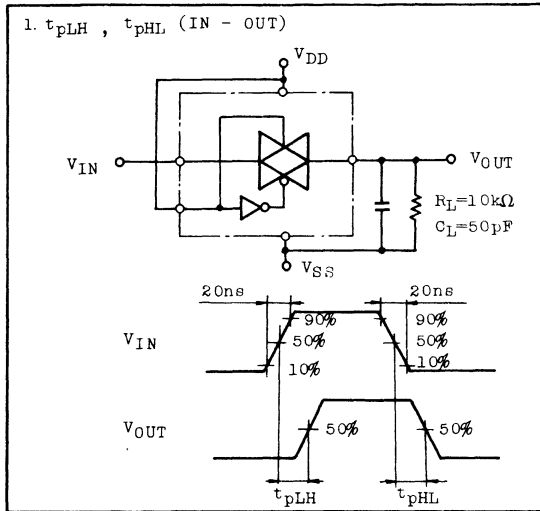 1. tpLH , tpHL (IN - OUT)
VDD
VIN
VOUT
RL=10kΩ
CL=50pF
VSS
20ns
20ns
VIN
90%
50%
10%
90%
50%
10%
VOUT
50%
50%
tpLH
tpHL